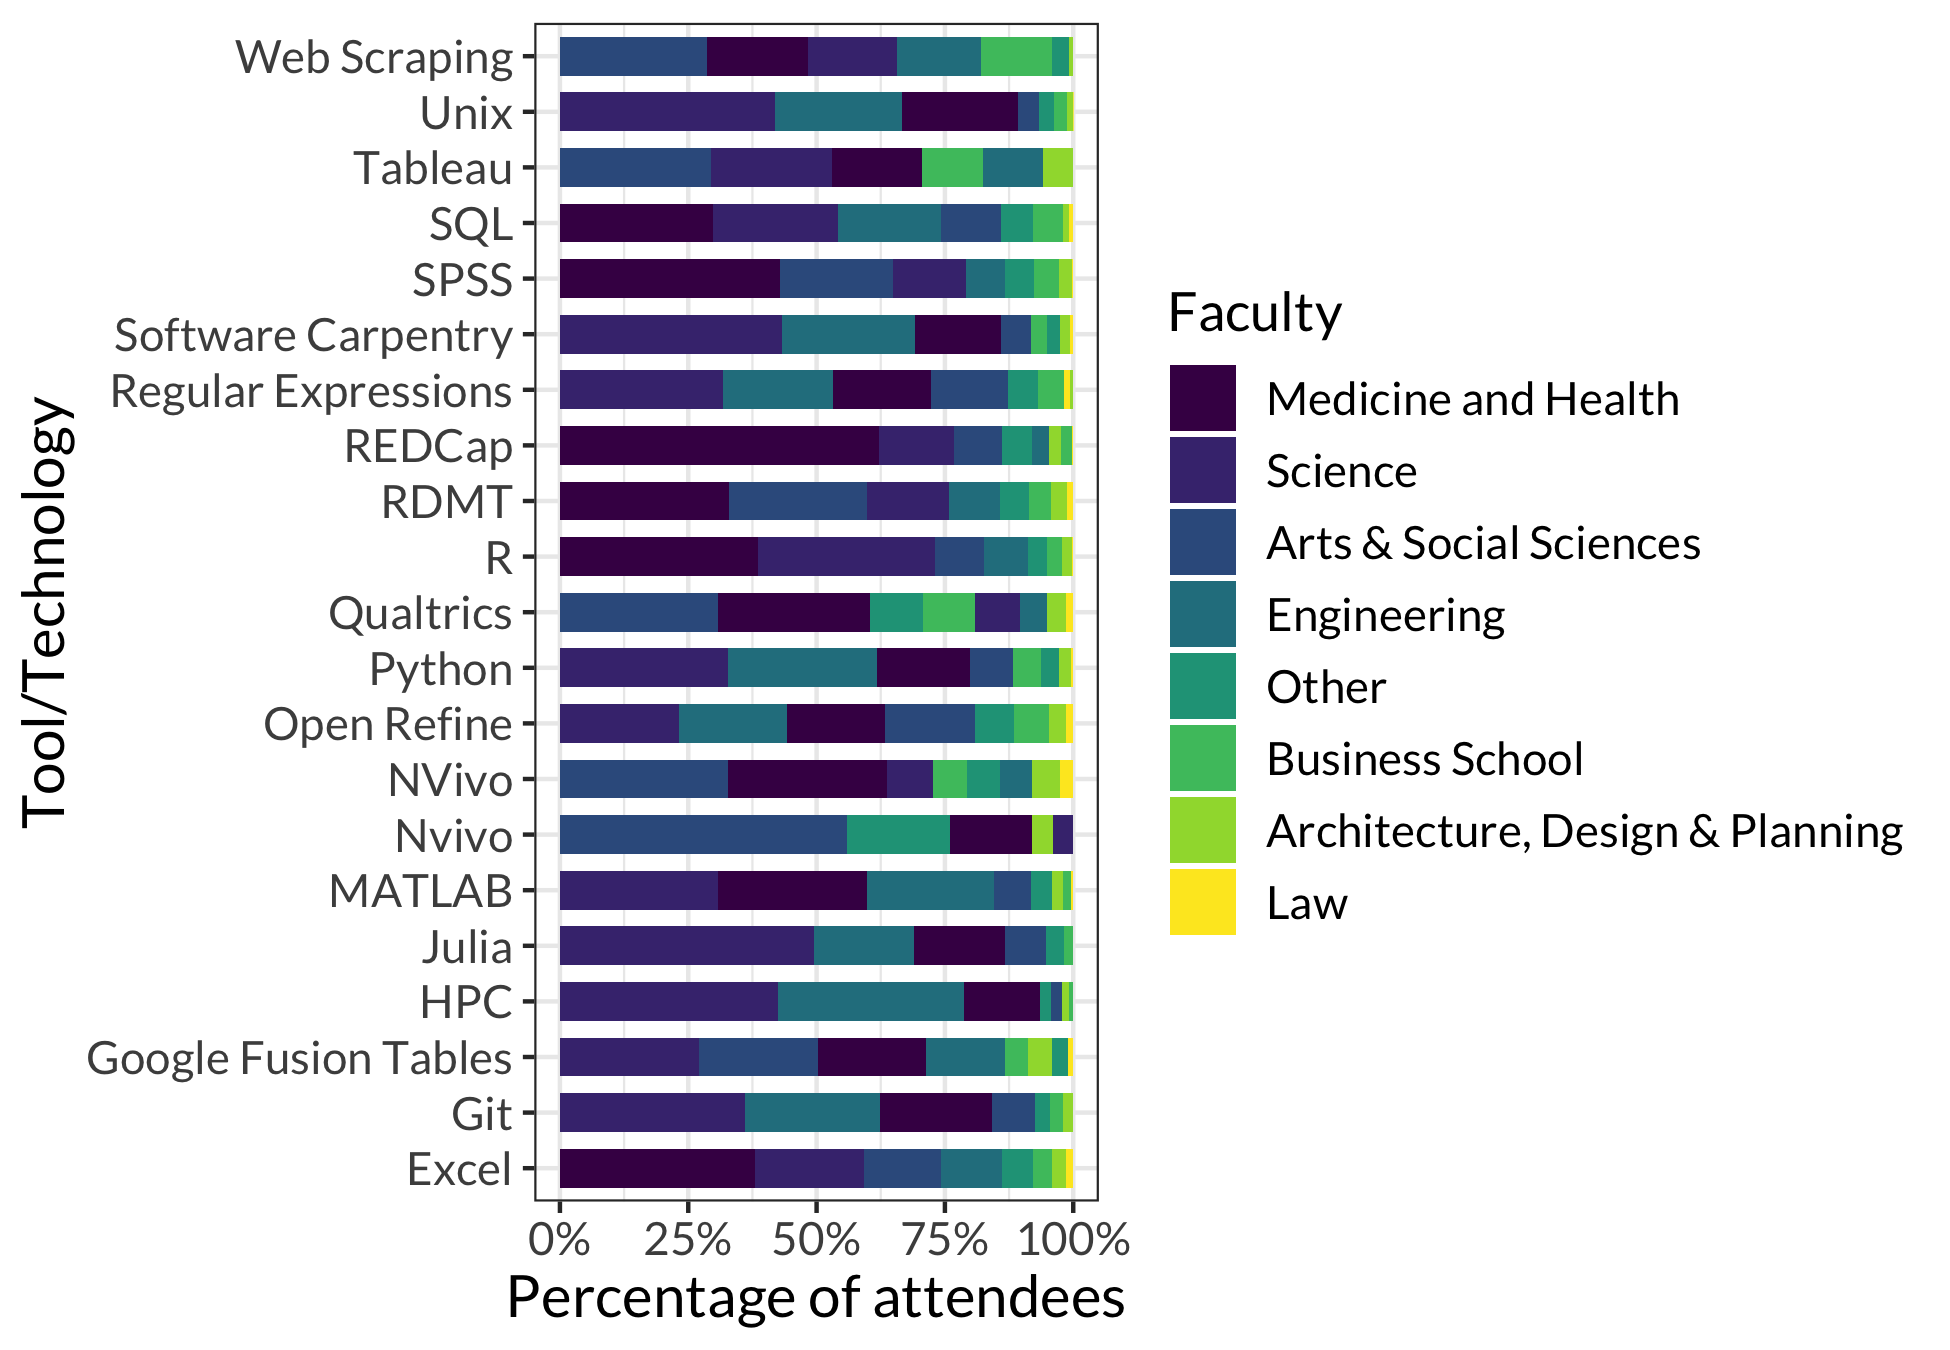 Tool/Technology
Web Scraping
Unix
Tableau
SQL
SPSS
Software Carpentry
Regular Expressions
REDCap
RDMT
R
Qualtrics
Python
Open Refine
NVivo
Nvivo
MATLAB
Julia
HPC
Google Fusion Tables
Git
Excel
0% 25% 50% 75% 100%
Percentage of attendees
Faculty
Medicine and Health
Science
Arts & Social Sciences
Engineering
Other
Business School
Architecture, Design & Planning
Law